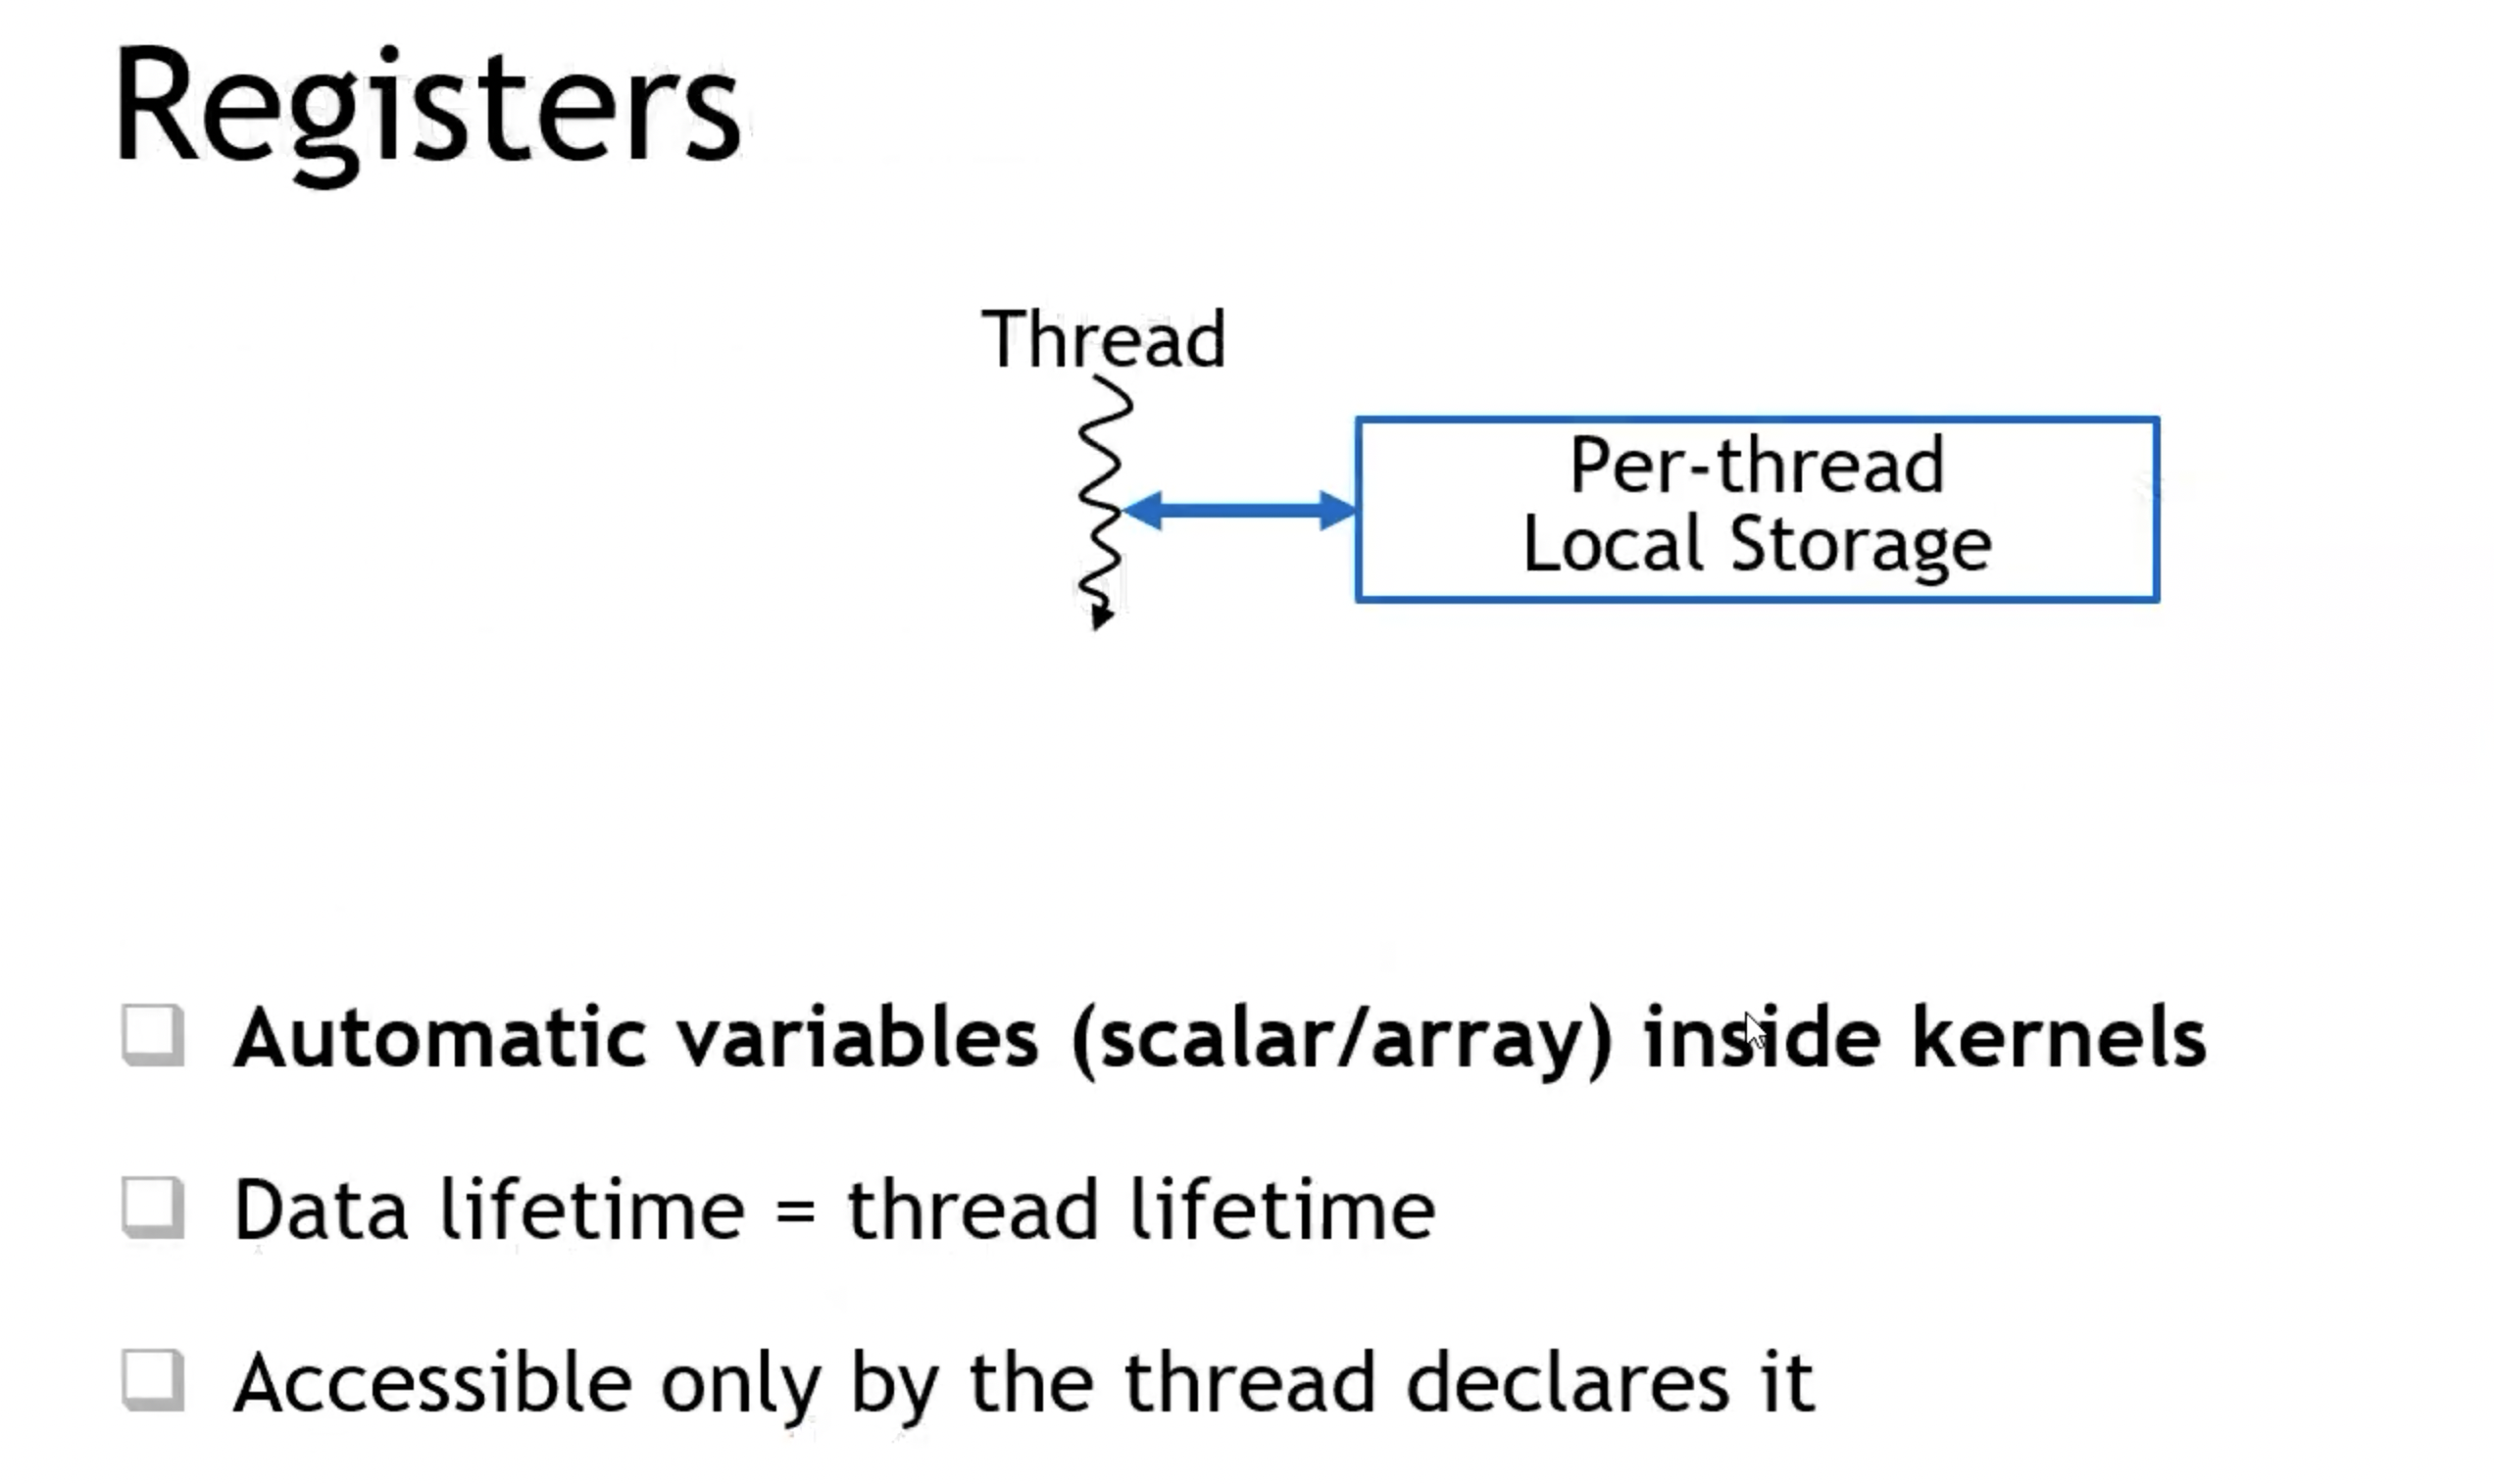 Registers
Thread
Per-thread
Local Storage
Automatic variables (scalar/array) inside kernels
Data lifetime = thread lifetime
Accessible only by the thread declares it